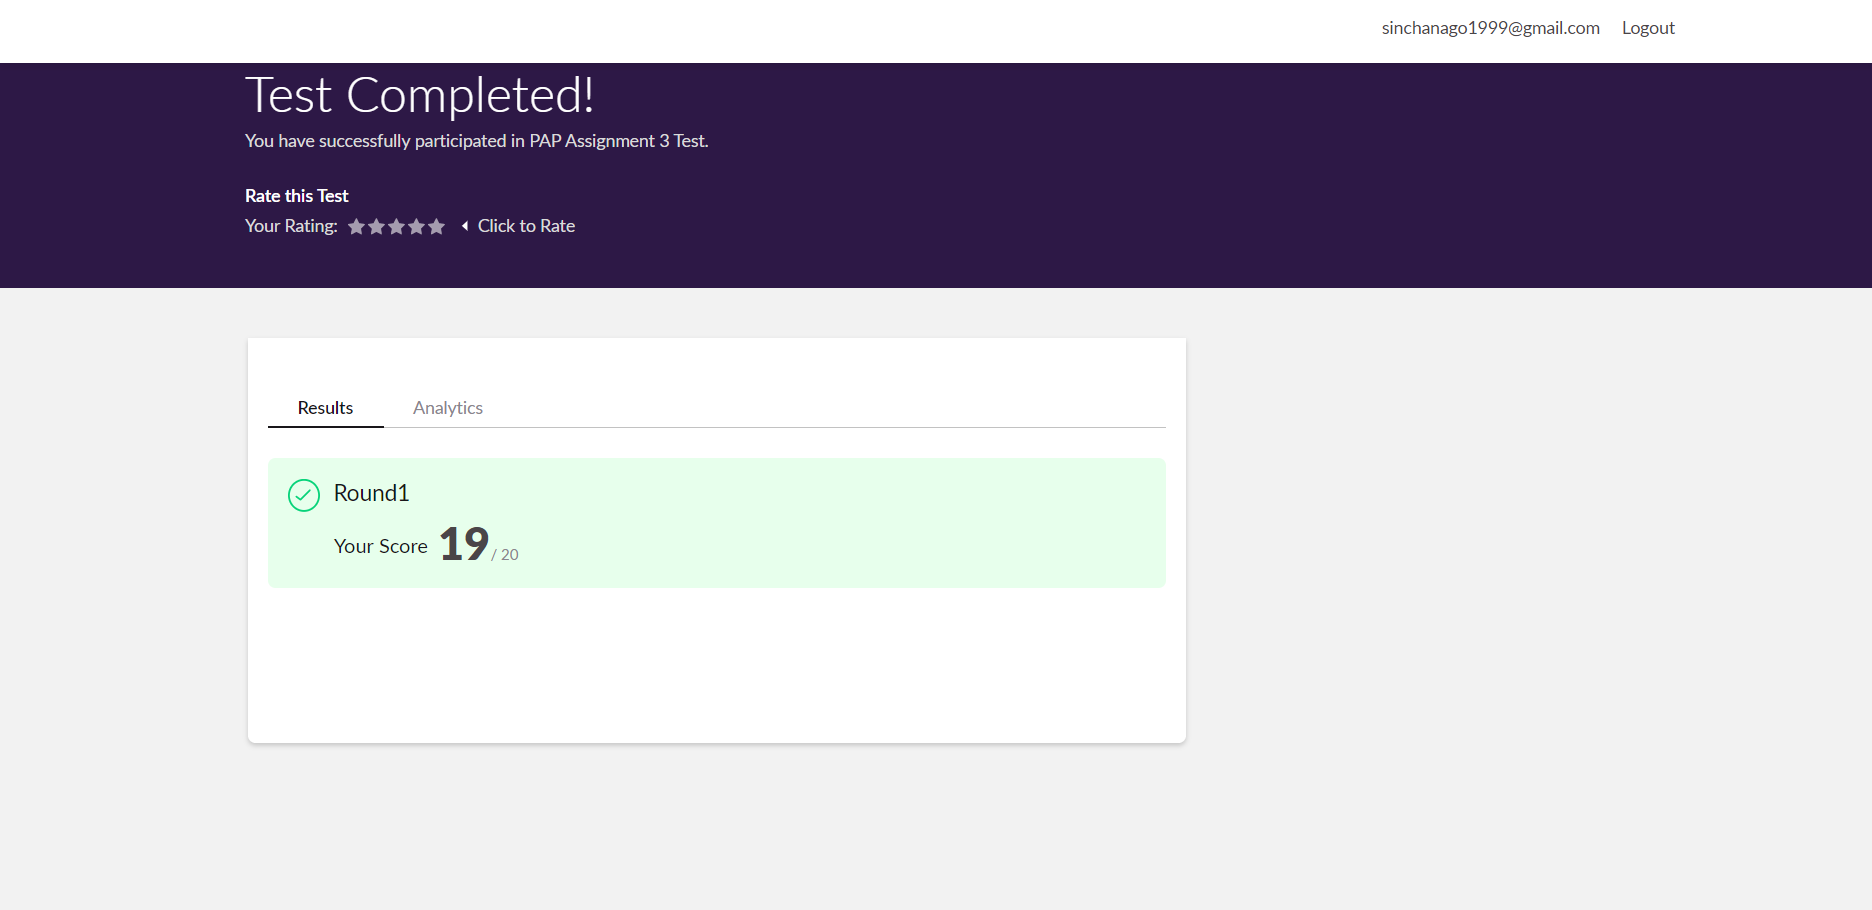 sinchanago1999@gmail.com Logout
Test Completed!
You have successfully participated in PAP Assignment 3 Test.
Rate this Test
Your Rating: Click to Rate
Results Analytics
Round1
Your Score 19 / 20